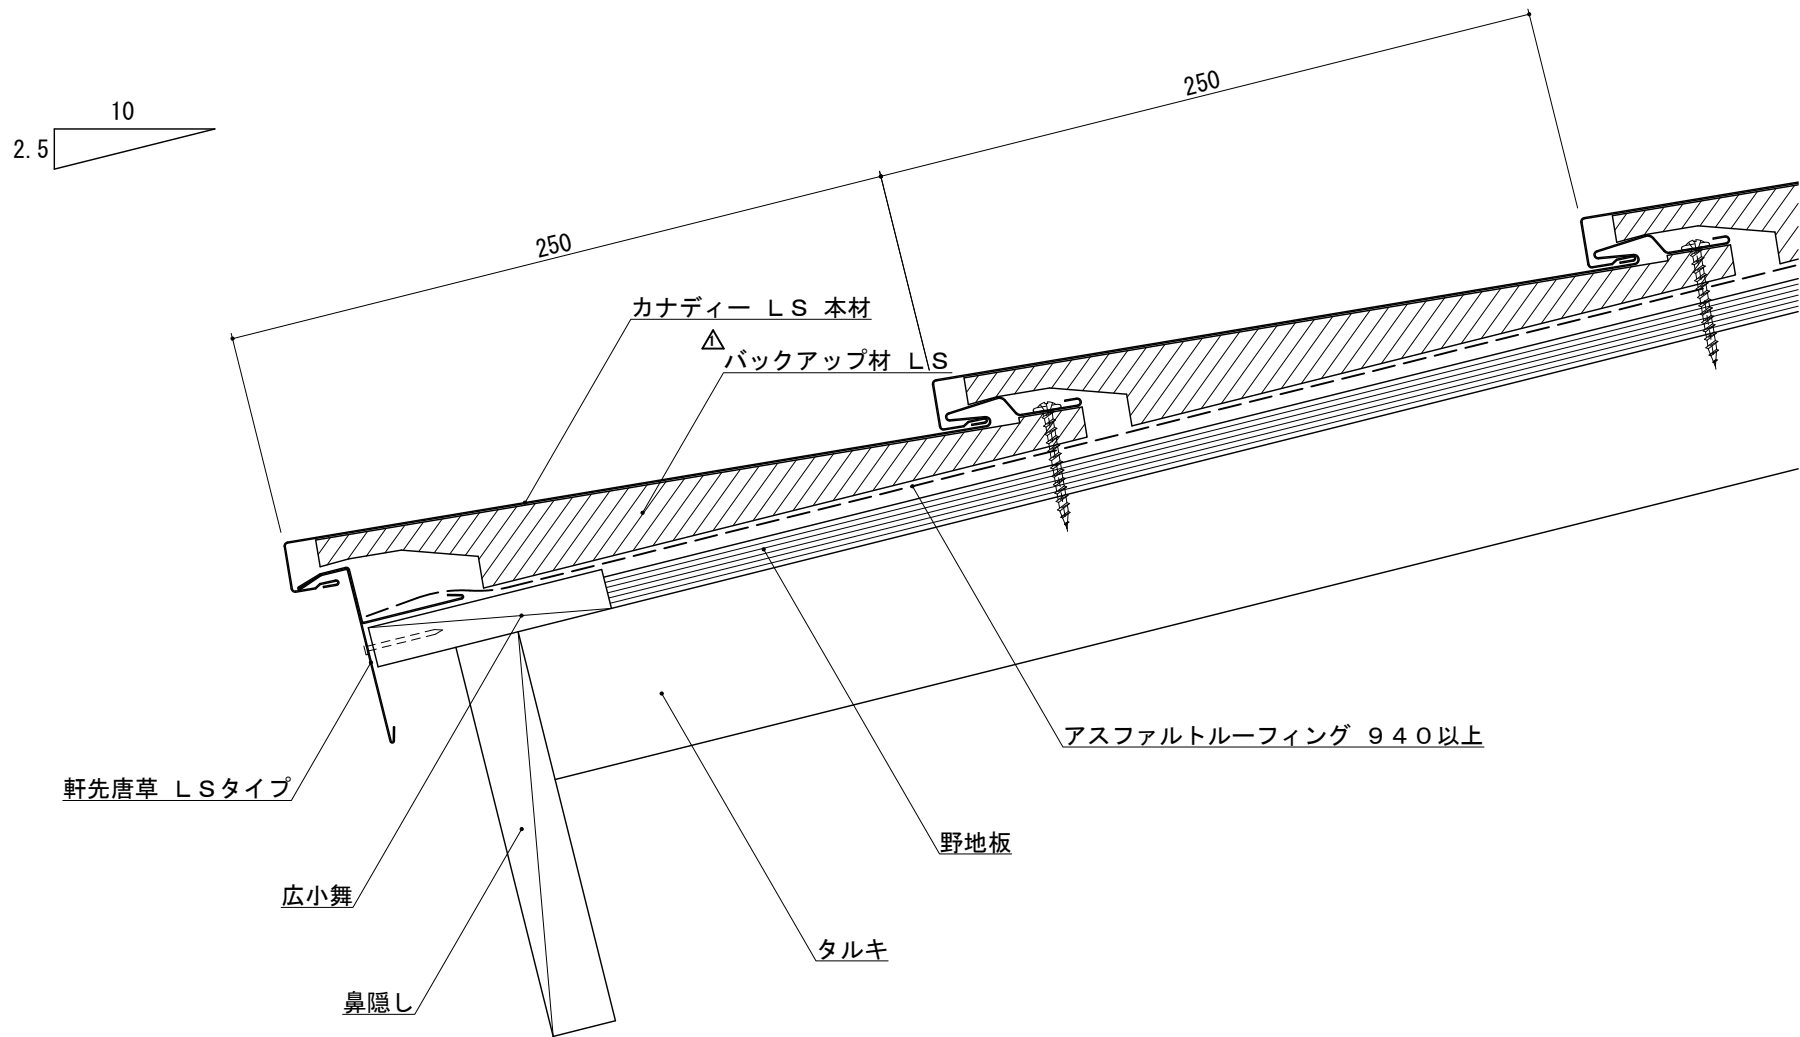 10
2.5
250
250
カナディー ＬＳ 本材
1
バックアップ材 ＬＳ
アスファルトルーフィング ９４０以上
軒先唐草 ＬＳタイプ
野地板
広小舞
タルキ
鼻隠し